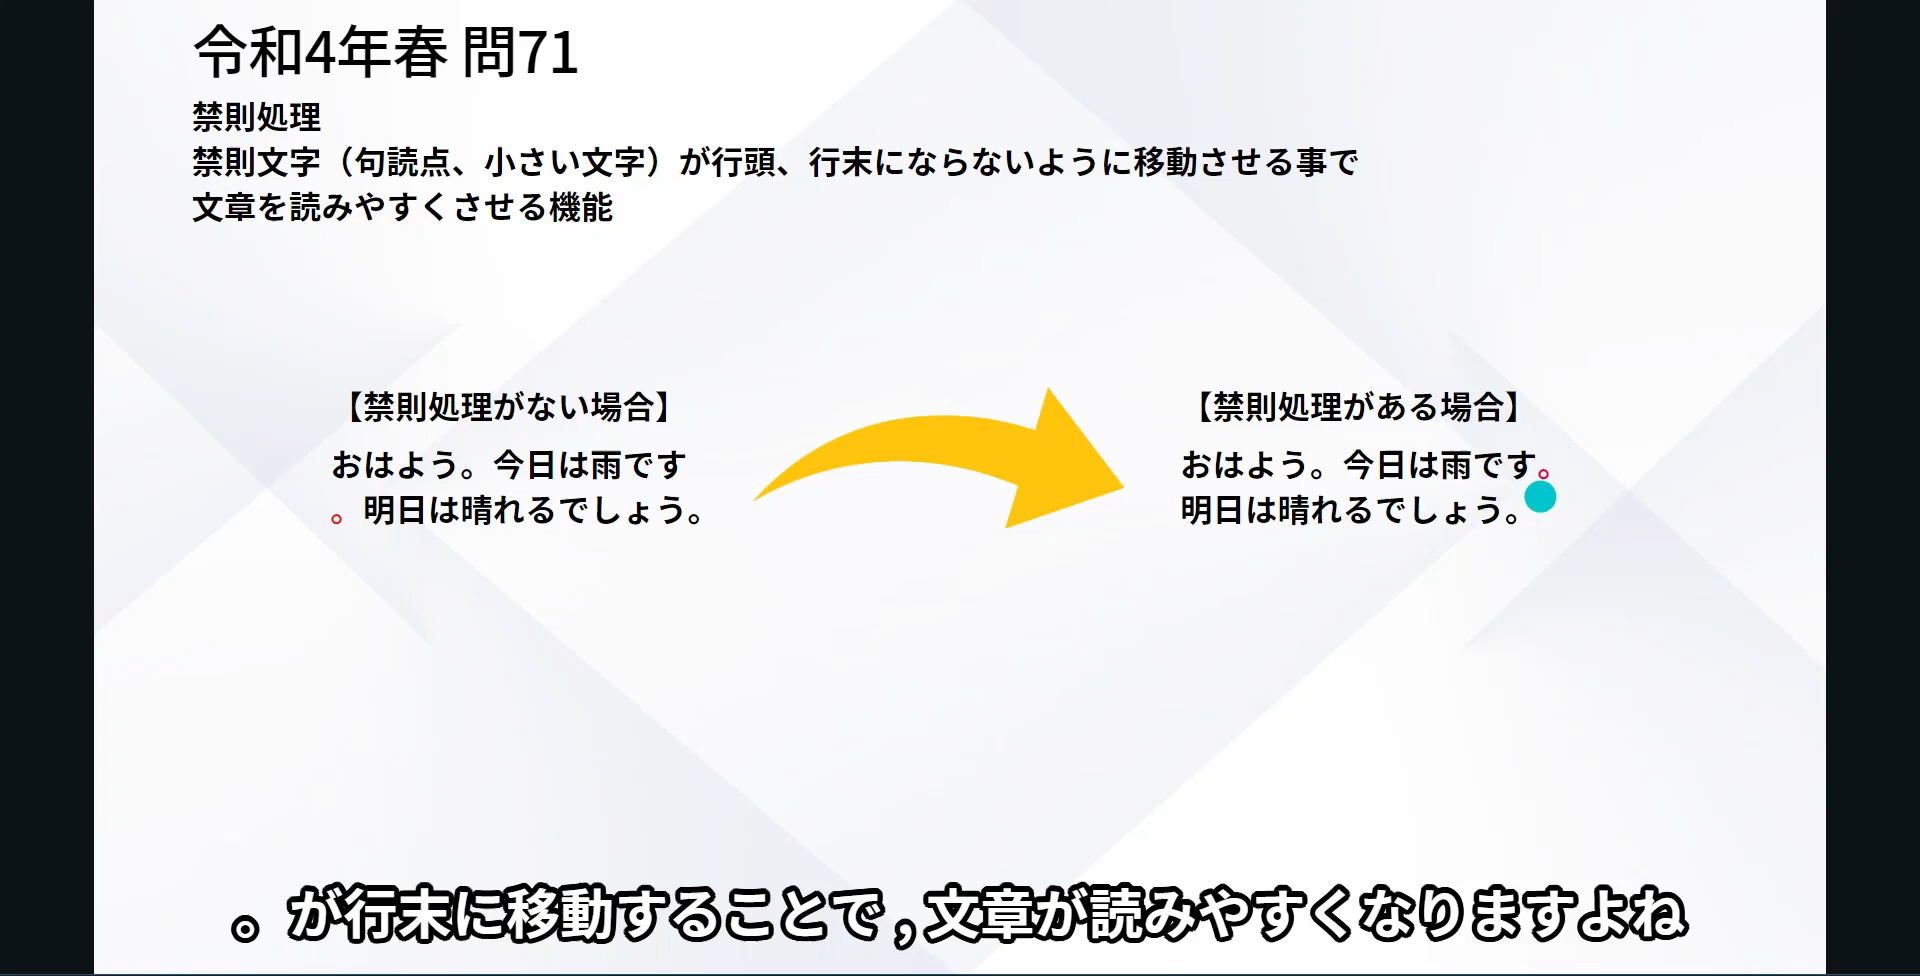 令和4年春 問71
禁則処理
禁則文字（句読点、小さい文字）が行頭、行末にならないように移動させる事で
文章を読みやすくさせる機能
【禁則処理がない場合】
おはよう。今日は雨です
。明日は晴れるでしょう。
【禁則処理がある場合】
おはよう。今日は雨です。
明日は晴れるでしょう。
。が行末に移動することで,文章が読みやすくなりますよね